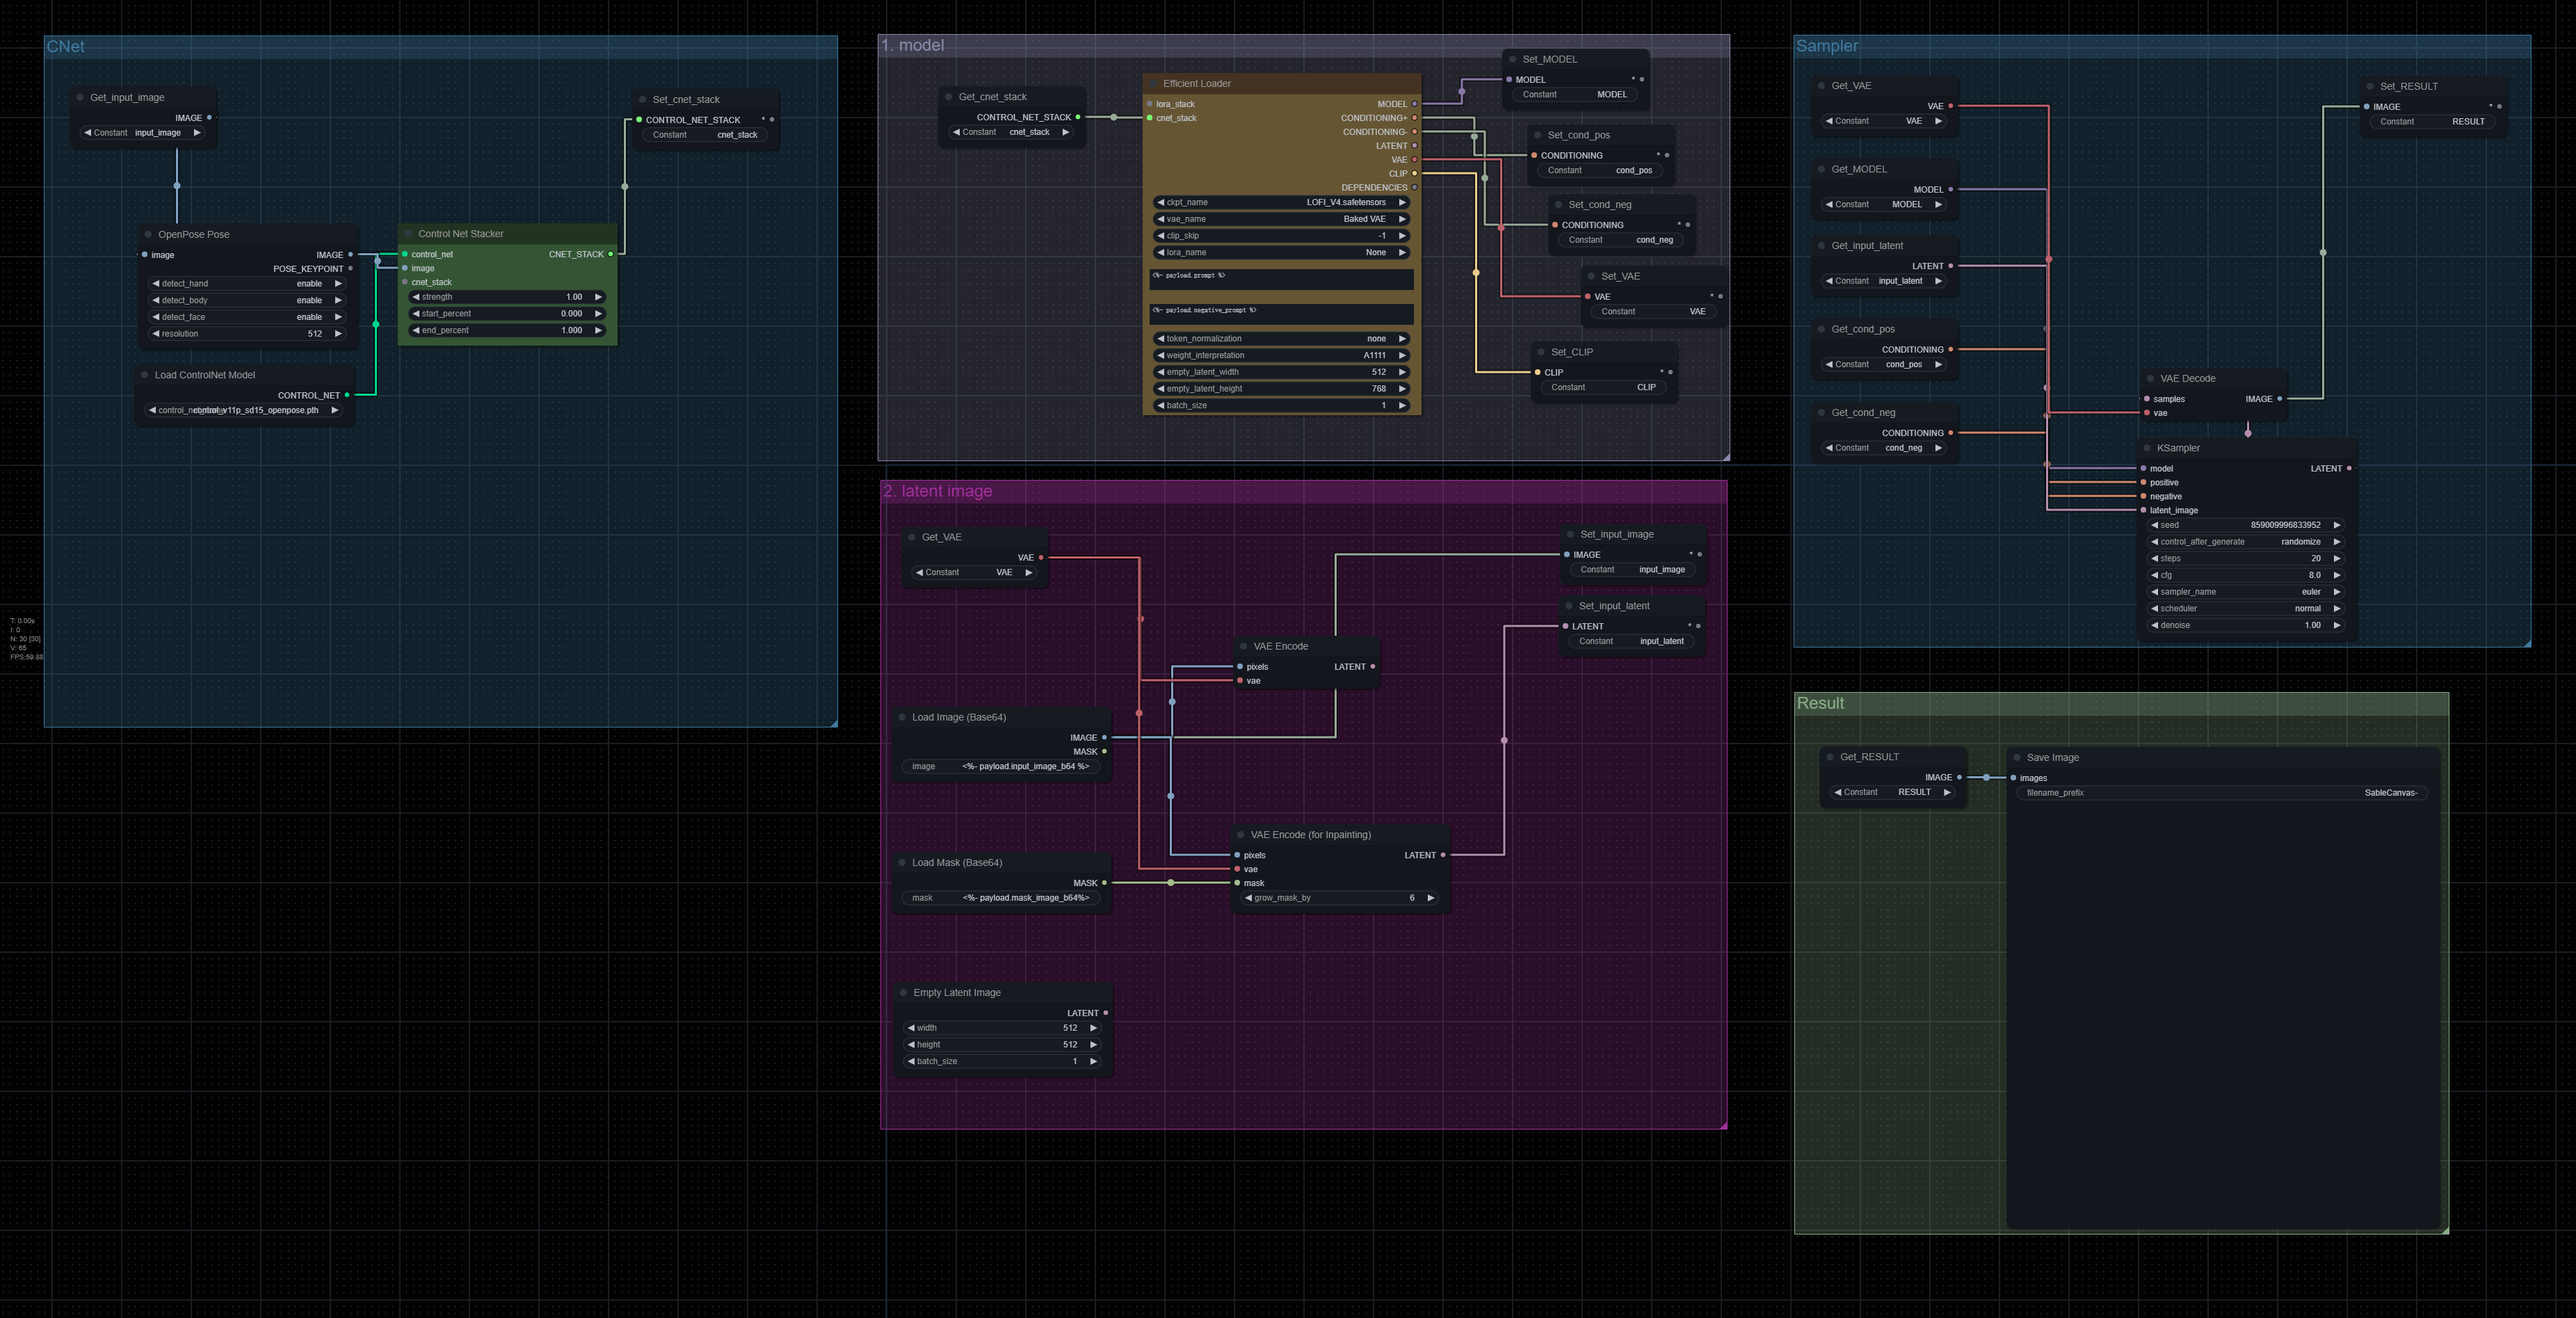 CNet
Get_input_image
IMAGE
Constant input_image
Set_cnet_stack
CONTROL_NET_STACK *
Constant cnet_stack
OpenPose Pose
image IMAGE
POSE_KEYPOINT
detect_hand enable
detect_body enable
detect_face enable
resolution 512
Control Net Stacker
control_net CNET_STACK
image
cnet_stack
strength 1.00
start_percent 0.000
end_percent 1.000
Load ControlNet Model
CONTROL_NET
control_v11p_sd15_openpose.pth
T: 0.00s
I: 0
N: 30 [30]
V: 65
FPS:59.88
1. model
Get_cnet_stack
CONTROL_NET_STACK
Constant cnet_stack
Efficient Loader
lora_stack MODEL
cnet_stack CONDITIONING+
CONDITIONING-
LATENT
VAE
CLIP
DEPENDENCIES
ckpt_name LOFI_V4.safetensors
vae_name Baked VAE
clip_skip -1
lora_name None
<%- payload.prompt %>
<%- payload.negative_prompt %>
token_normalization none
weight_interpretation A1111
empty_latent_width 512
empty_latent_height 768
batch_size 1
Set_MODEL
MODEL *
Constant MODEL
Set_cond_pos
CONDITIONING *
Constant cond_pos
Set_cond_neg
CONDITIONING *
Constant cond_neg
Set_VAE
VAE *
Constant VAE
Set_CLIP
CLIP *
Constant CLIP
2. latent image
Get_VAE
VAE
Constant VAE
Set_input_image
IMAGE *
Constant input_image
Set_input_latent
LATENT *
Constant input_latent
VAE Encode
pixels LATENT
vae
Load Image (Base64)
IMAGE
MASK
image <%- payload.input_image_b64 %>
VAE Encode (for Inpainting)
pixels LATENT
vae
mask
grow_mask_by 6
Load Mask (Base64)
MASK
mask <%- payload.mask_image_b64%>
Empty Latent Image
LATENT
width 512
height 512
batch_size 1
Sampler
Get_VAE
VAE
Constant VAE
Get_MODEL
MODEL
Constant MODEL
Get_input_latent
LATENT
Constant input_latent
Get_cond_pos
CONDITIONING
Constant cond_pos
Get_cond_neg
CONDITIONING
Constant cond_neg
Set_RESULT
IMAGE *
Constant RESULT
VAE Decode
samples IMAGE
vae
KSampler
model LATENT
positive
negative
latent_image
seed 859009996833952
control_after_generate randomize
steps 20
cfg 8.0
sampler_name euler
scheduler normal
denoise 1.00
Result
Get_RESULT
IMAGE
Constant RESULT
Save Image
images
filename_prefix SableCanvas-